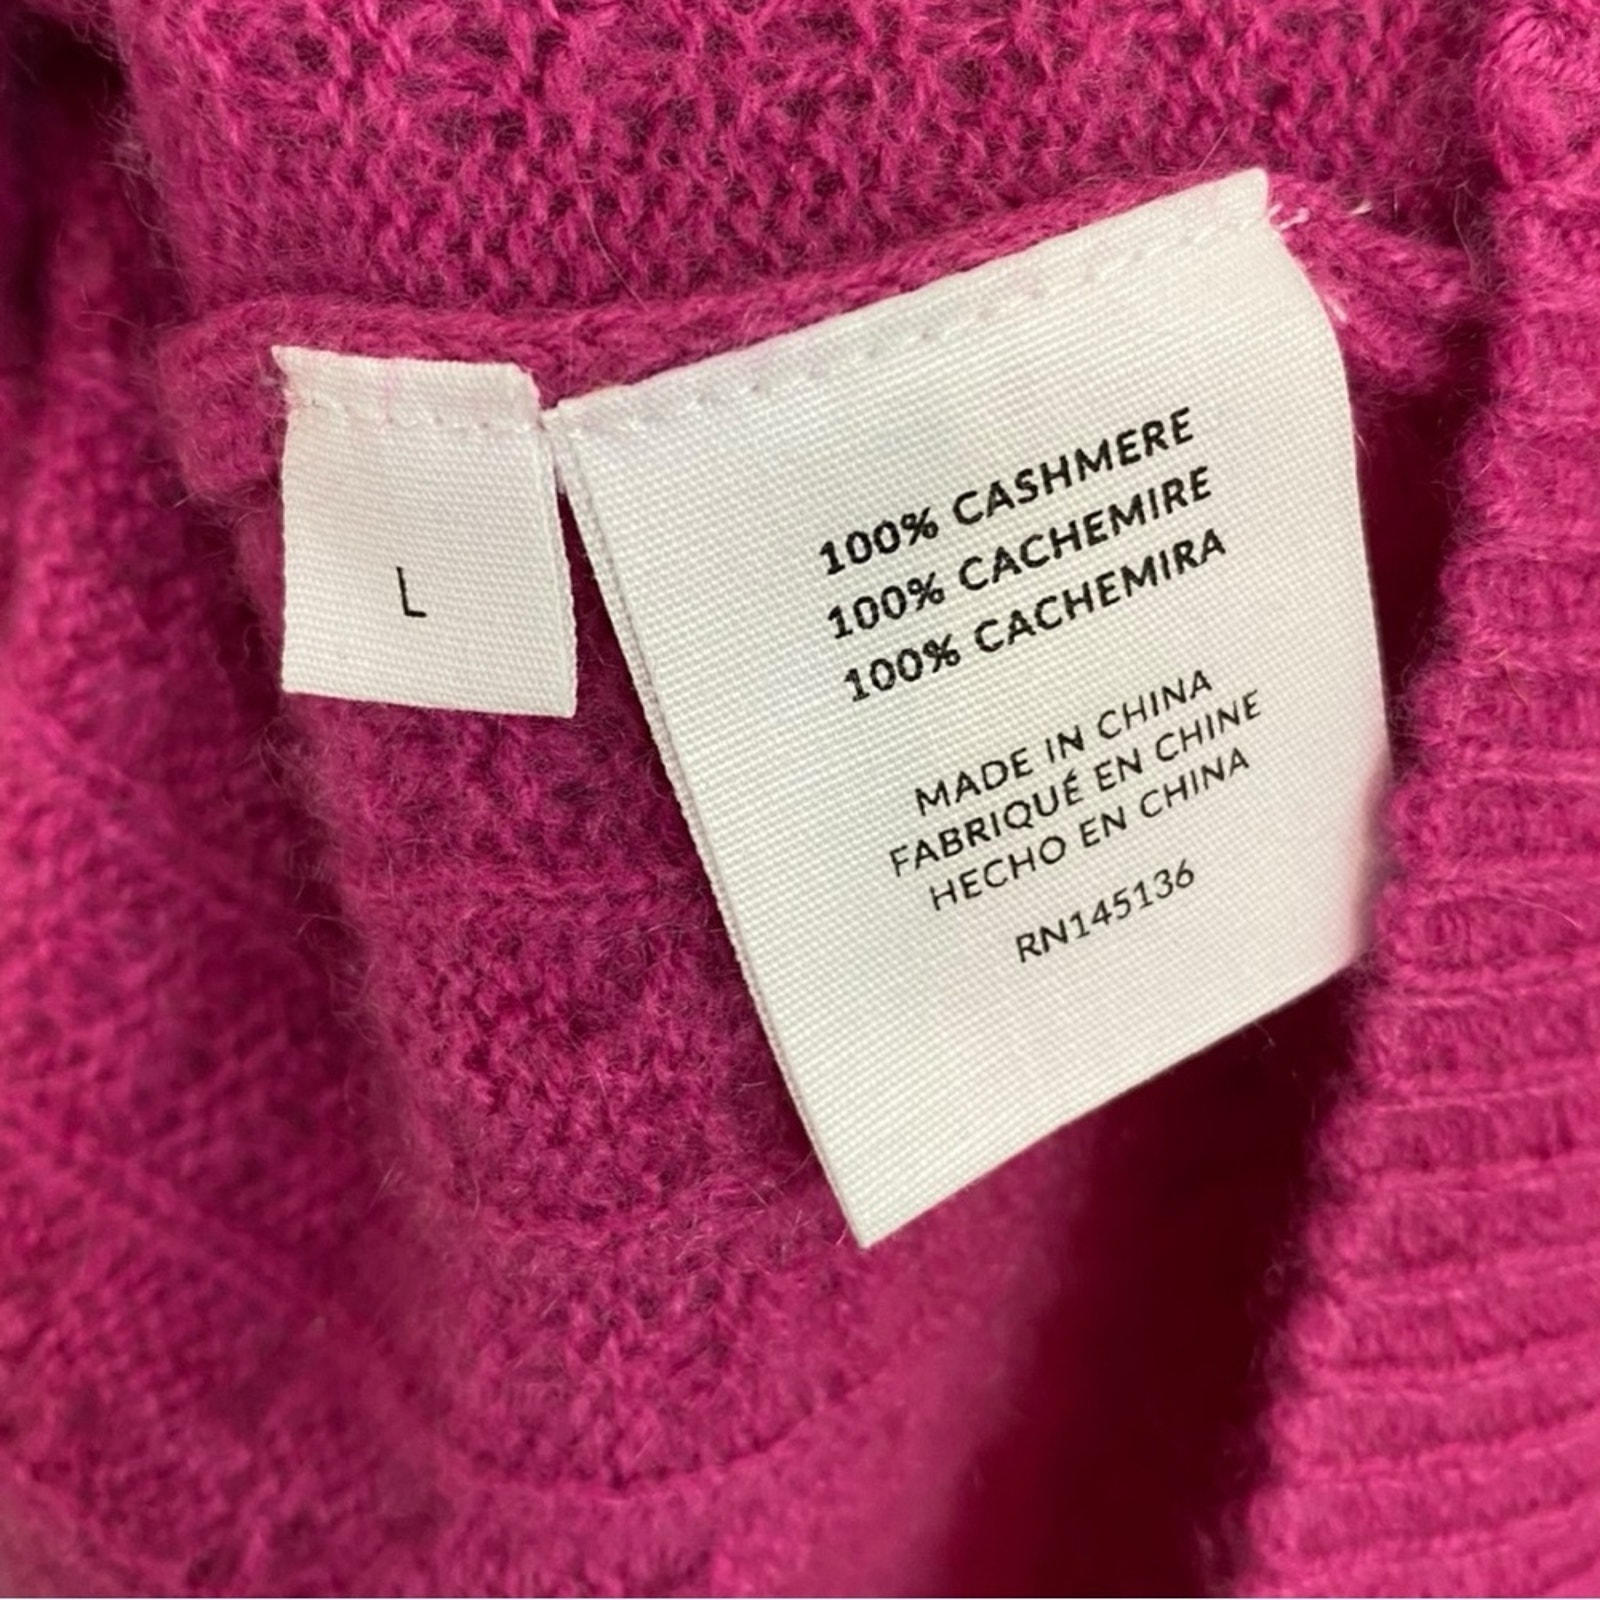 L
100% CASHMERE
100% CACHEMIRE
100% CACHEMIRA
MADE IN CHINA
FABRIQUÉ EN CHINE
HECHO EN CHINA
RN145136